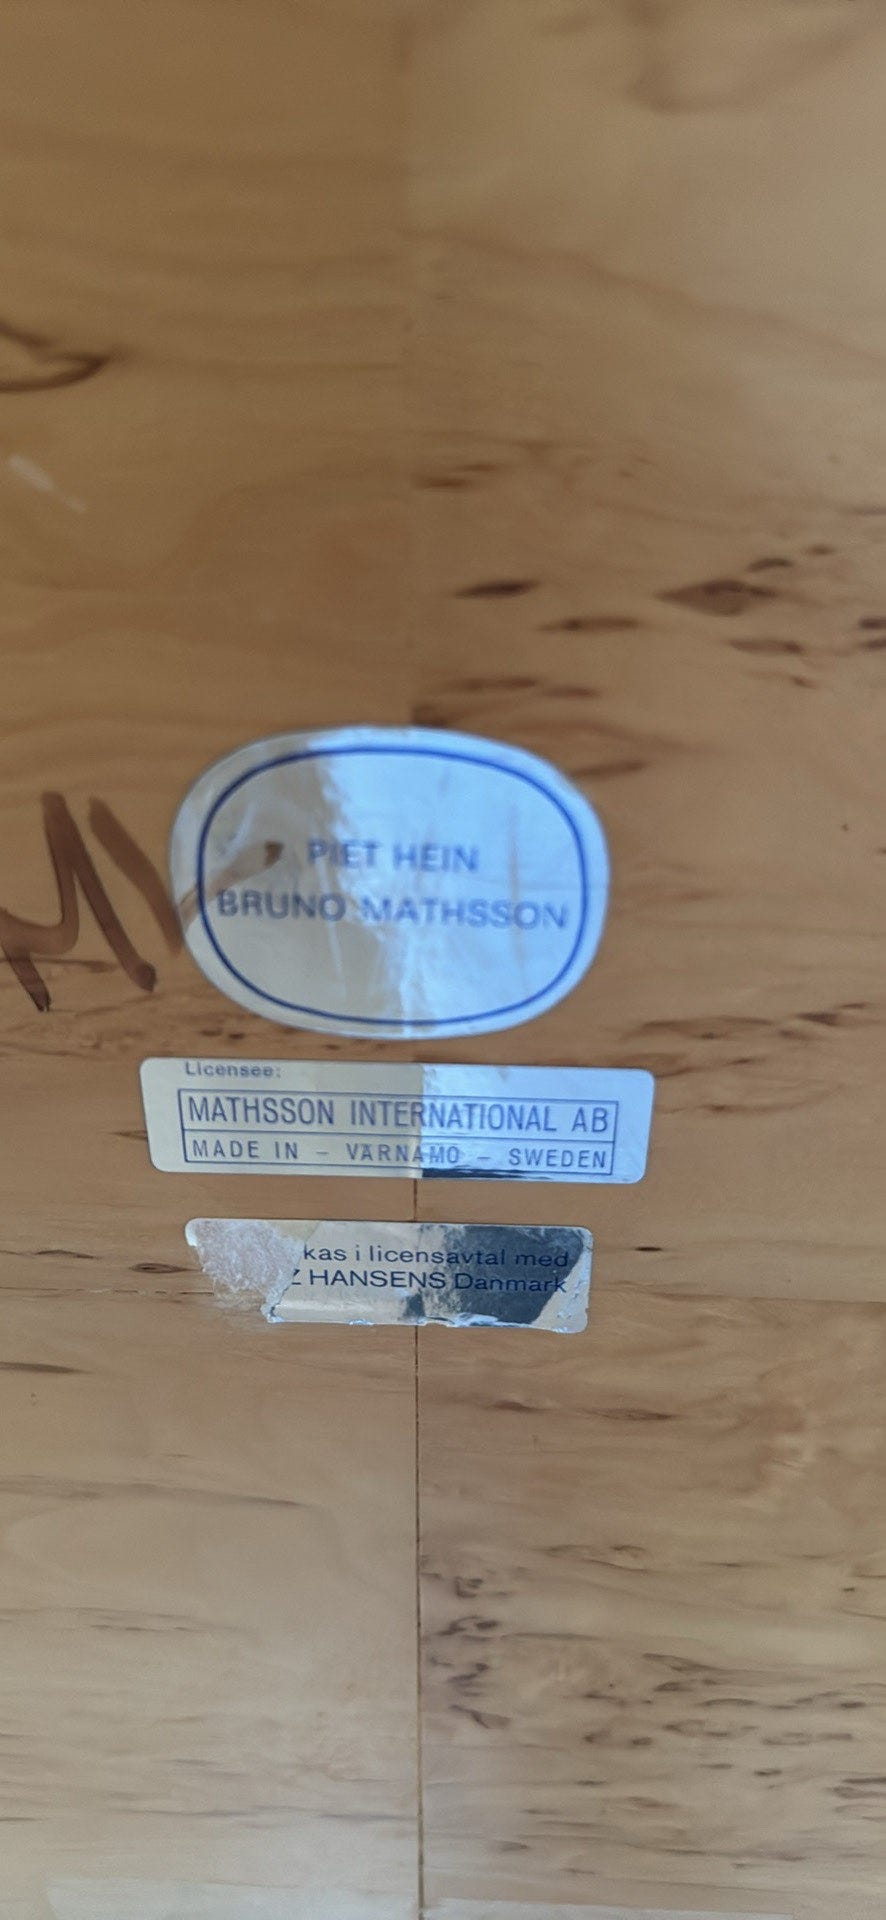 PIET HEIN
BRUNO MATHSSON
Licensee:
MATHSSON INTERNATIONAL AB
MADE IN - VÄRNAMO - SWEDEN
kas i licensavtal med
Z HANSENS Danmark